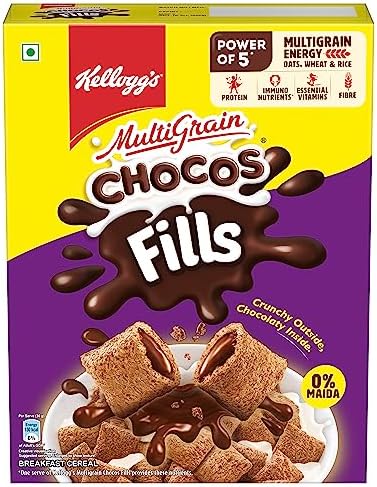 POWER OF 5*
MULTIGRAIN
ENERGY
OATS, WHEAT & RICE
PROTEIN
IMMUNO NUTRIENTS*
ESSENTIAL VITAMINS
FIBRE
Kellogg's
MultiGrain
CHOCOS®
Fills
Crunchy Outside,
Chocolaty Inside.
0%
MAIDA
Energy
BREAKFAST CEREAL
*One serve of Kellogg's Multigrain Chocos Fills provides these nutrients.